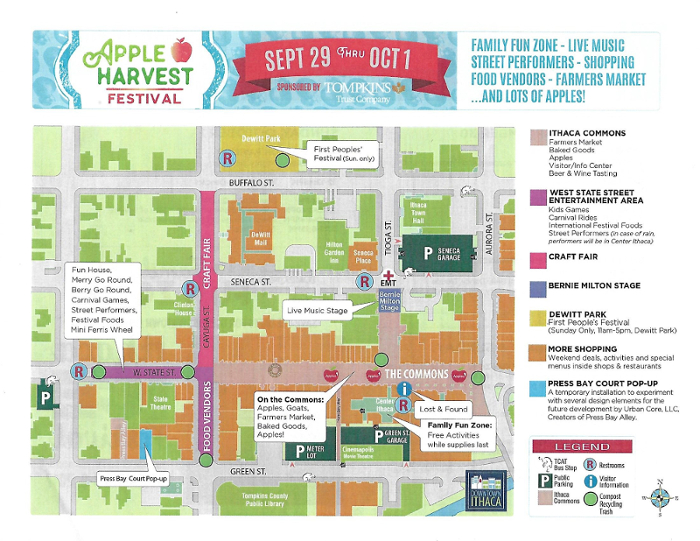 APPLE
HARVEST
FESTIVAL
SEPT 29 THRU OCT 1
SPONSORED BY TOMPKINS
Trust Company
FAMILY FUN ZONE - LIVE MUSIC
STREET PERFORMERS - SHOPPING
FOOD VENDORS - FARMERS MARKET
...AND LOTS OF APPLES!
Dewitt Park
R
First Peoples'
Festival (Sun. only)
BUFFALO ST.
CRAFT FAIR
DeWitt
Mall
Hilton
Garden
Inn
Seneca
Place
TIOGA ST.
Ithaca
Town
Hall
P SENECA
GARAGE
AURORA ST.
Fun House,
Merry Go Round,
Berry Go Round,
Carnival Games,
Street Performers,
Festival Foods
Mini Ferris Wheel
R
SENECA ST.
R
EMT
Clinton
House
CAYUGA ST.
Live Music Stage
Bernie
Milton
Stage
R
W. STATE ST.
THE COMMONS
P
State
Theatre
FOOD VENDORS
On the Commons:
Apples, Goats,
Farmers Market,
Baked Goods,
Apples!
i
Center
Ithaca
R
Lost & Found
Family Fun Zone:
Free Activities
while supplies last
P GREEN ST.
GARAGE
P METER
LOT
Cinemapolis
Movie Theatre
Press Bay Court Pop-up
GREEN ST.
Tompkins County
Public Library
DOWNTOWN
ITHACA
ITHACA COMMONS
Farmers Market
Baked Goods
Apples
Visitor/Info Center
Beer & Wine Tasting
WEST STATE STREET
ENTERTAINMENT AREA
Kids Games
Carnival Rides
International Festival Foods
Street Performers (in case of rain,
performers will be in Center Ithaca)
CRAFT FAIR
BERNIE MILTON STAGE
DEWITT PARK
First People's Festival
(Sunday Only, 11am-5pm, Dewitt Park)
MORE SHOPPING
Weekend deals, activities and special
menus inside shops & restaurants
PRESS BAY COURT POP-UP
A temporary installation to experiment
with several design elements for the
future development by Urban Core, LLC,
Creators of Press Bay Alley.
LEGEND
TCAT
Bus Stop
R Restrooms
P Public
Parking
i Visitor
Information
Ithaca
Commons
Compost
Recycling
Trash